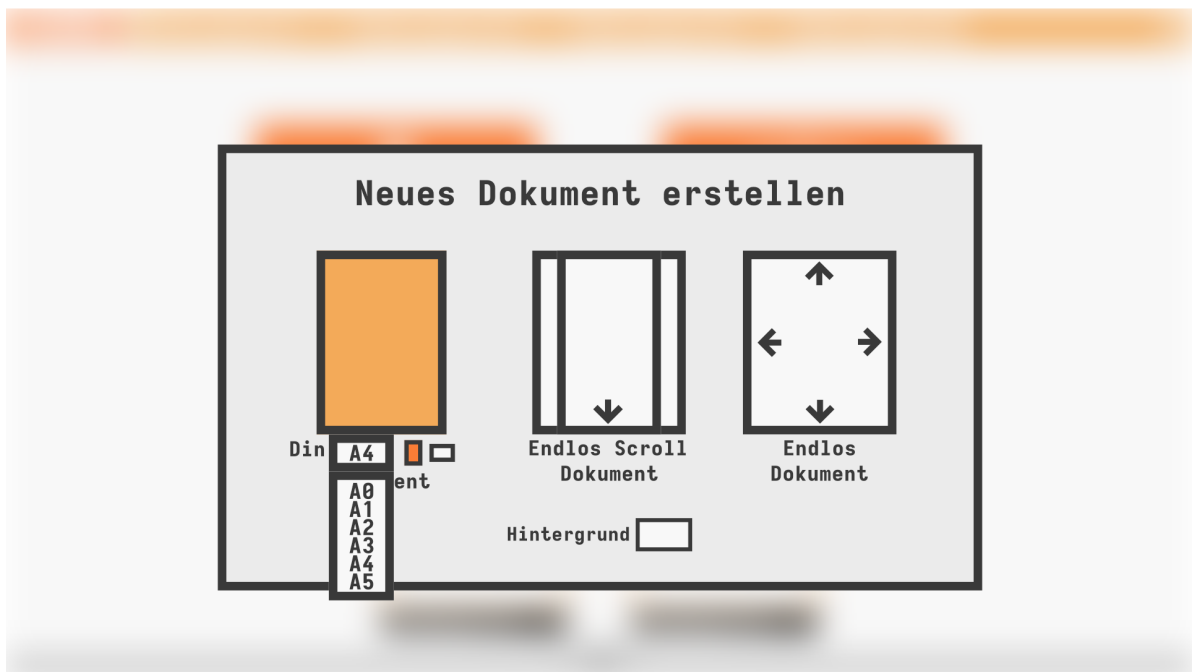 Neues Dokument erstellen
Din A4
ent
A0
A1
A2
A3
A4
A5
Endlos Scroll
Dokument
Endlos
Dokument
Hintergrund